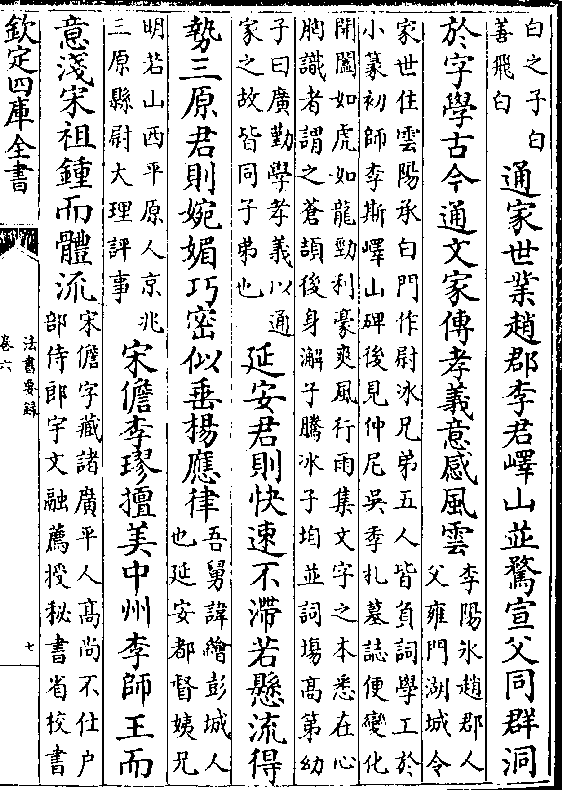 白之子白
善飛白
通家世業趙郡李君嶧山並騖宣父同群洞
於字學古今通文家傳孝義意感風雲
李陽冰趙郡人
父雍門湖城令
家世住雲陽承白門作尉冰兄弟五人皆負詞學工於
小篆初師李斯嶧山碑後見仲尼吳季札墓誌便變化
開闔如虎如龍勁利豪爽風行雨集文字之本悉在心
胸識者謂之蒼頡後身澥子騰冰子均並詞場高第幼
子曰廣勤學孝義以通
家之故皆同子弟也
延安君則快速不滯若懸流得
勢三原君則婉媚巧密似垂楊應律
吾舅諱繪彭城人
也延安都督姨兄
明若山西平原人京兆
三原縣尉大理評事
宋儋李璆擅美中州李師王而
意淺宋祖鍾而體流
宋儋字藏諸廣平人高尚不仕户
部侍郎宇文融薦授秘書省校書
欽定四庫全書
法書要録
卷六
七